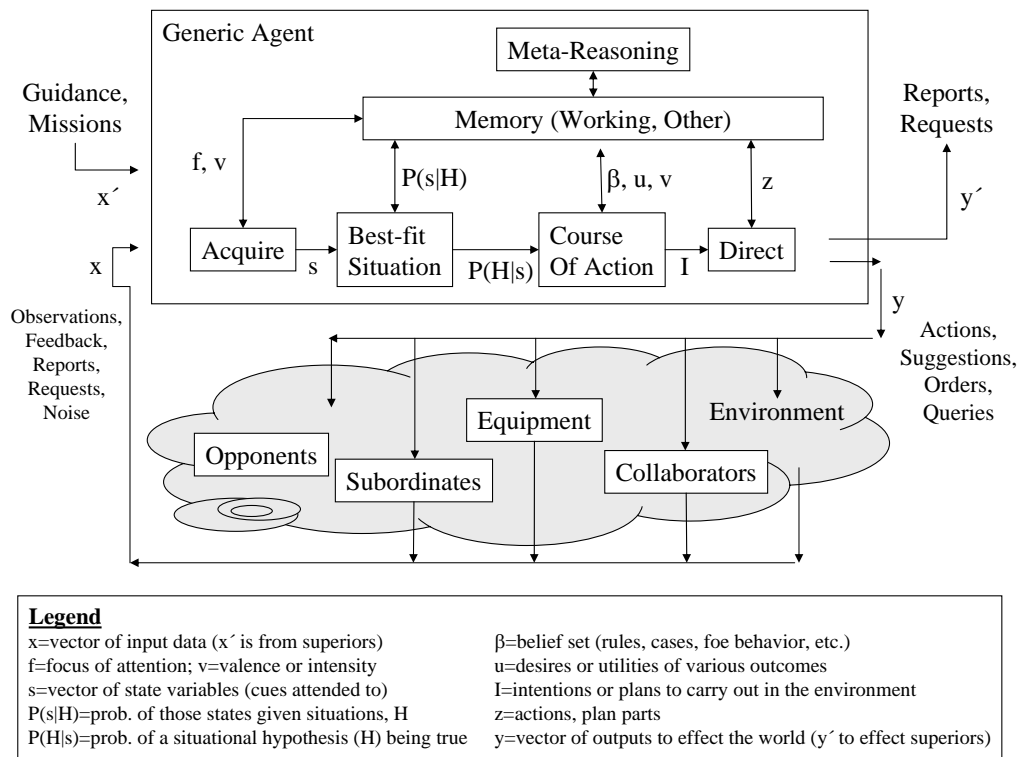 Generic Agent
Meta-Reasoning
Guidance,
Missions
Memory (Working, Other)
Reports,
Requests
f, v
P(s|H)
β, u, v
z
x´
y´
Acquire
s
Best-fit
Situation
P(H|s)
Course
Of Action
I
Direct
x
y
Observations,
Feedback,
Reports,
Requests,
Noise
Actions,
Suggestions,
Orders,
Queries
Opponents
Subordinates
Equipment
Collaborators
Environment
Legend
x=vector of input data (x´ is from superiors)
f=focus of attention; v=valence or intensity
s=vector of state variables (cues attended to)
P(s|H)=prob. of those states given situations, H
P(H|s)=prob. of a situational hypothesis (H) being true
β=belief set (rules, cases, foe behavior, etc.)
u=desires or utilities of various outcomes
I=intentions or plans to carry out in the environment
z=actions, plan parts
y=vector of outputs to effect the world (y´ to effect superiors)